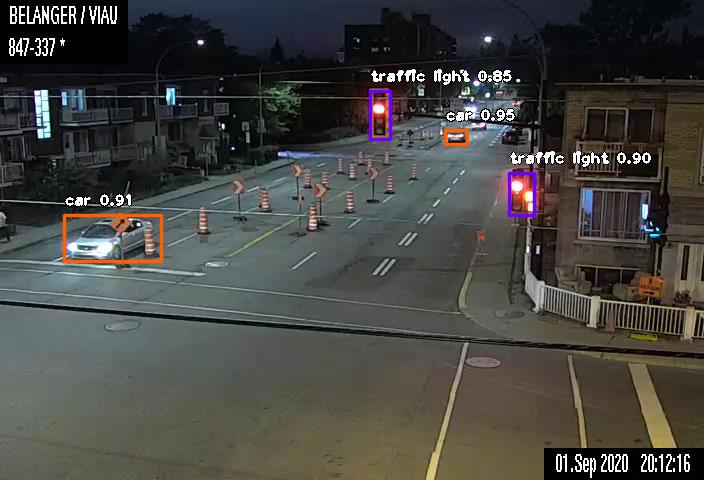 BELANGER / VIAU
847-337 *
traffic light 0.85
car 0.95
traffic light 0.90
car 0.91
01.Sep 2020 20:12:16